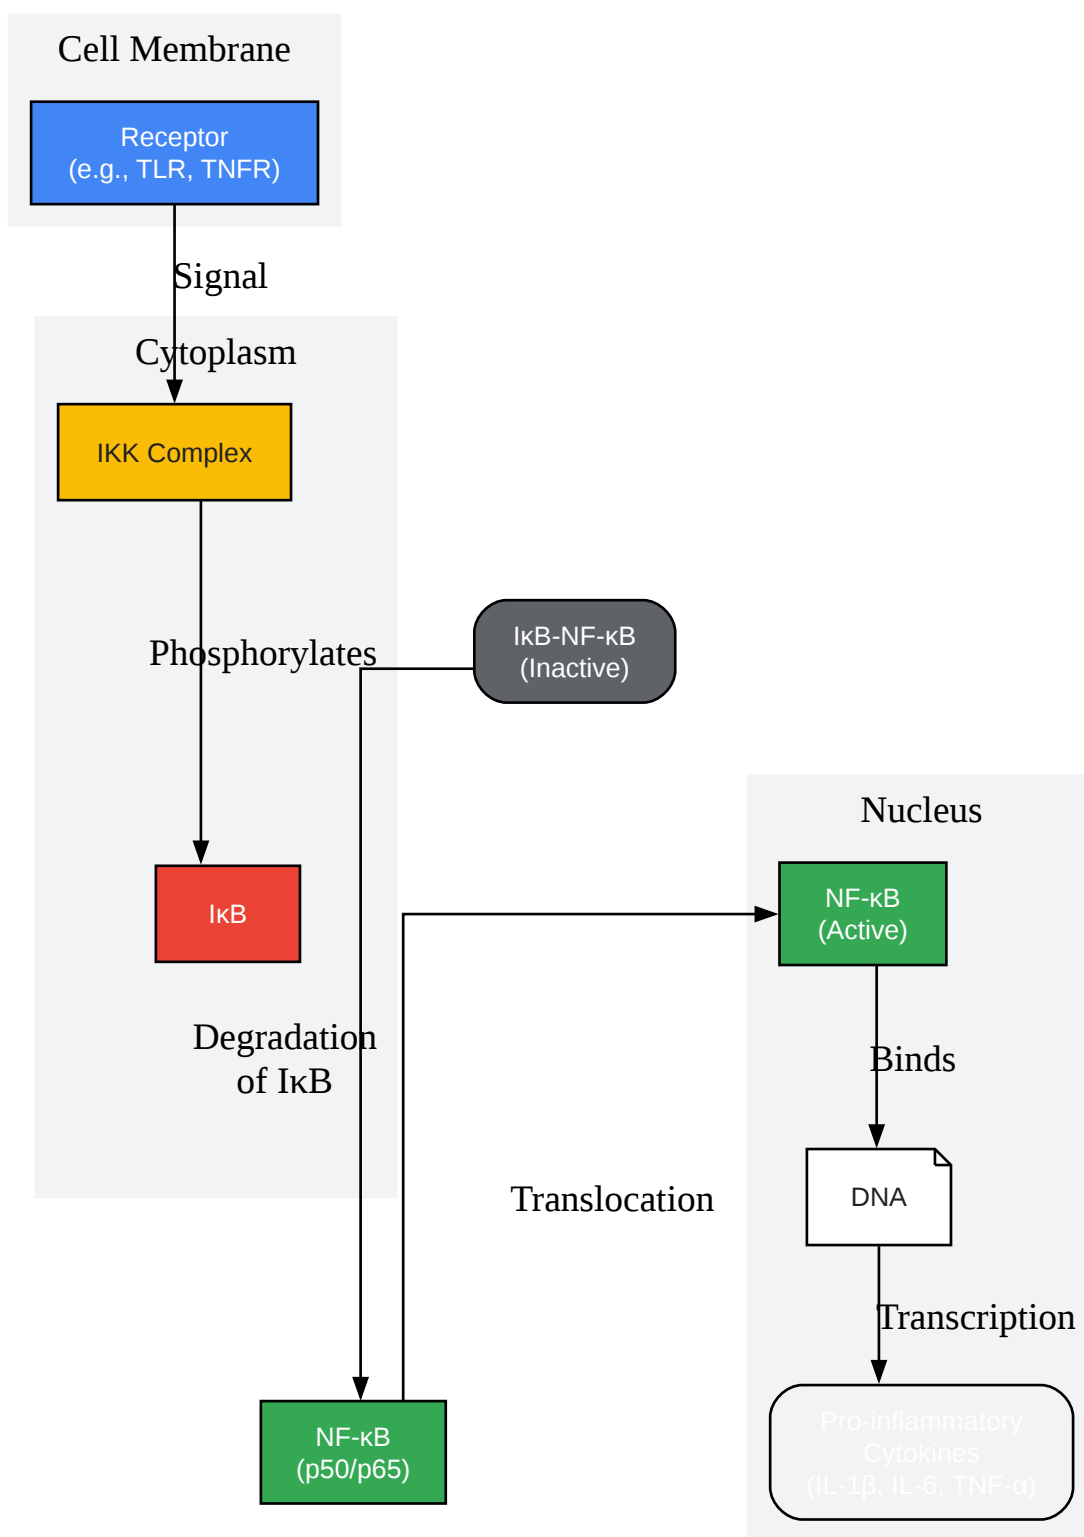 Cell Membrane
Receptor
(e.g., TLR, TNFR)
Signal
Cytoplasm
IKK Complex
Phosphorylates
IκB-NF-κB
(Inactive)
IκB
Degradation
of IκB
NF-κB
(p50/p65)
Translocation
Nucleus
NF-κB
(Active)
Binds
DNA
Transcription
Pro-inflammatory
Cytokines
(IL-1β, IL-6, TNF-α)